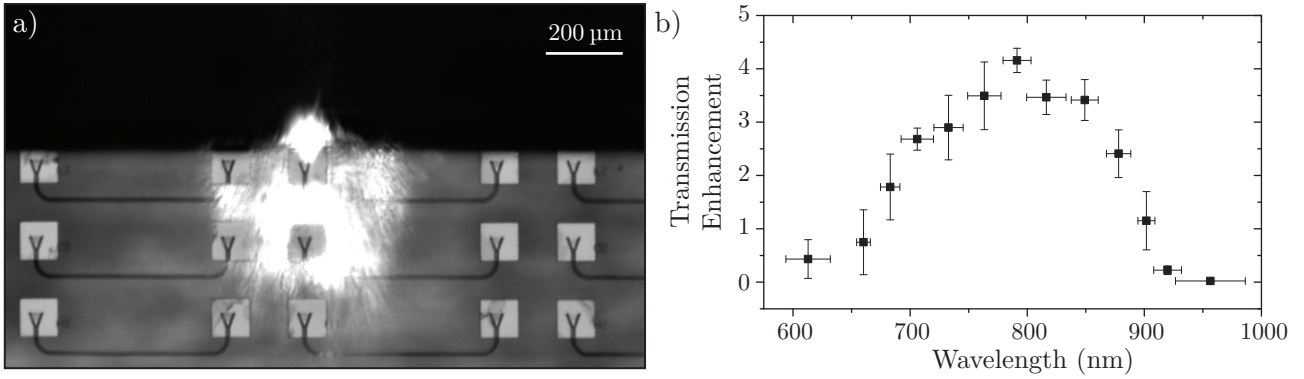 a)
200 µm
b)
Transmission
Enhancement
5
4
3
2
1
0
600 700 800 900 1000
Wavelength (nm)